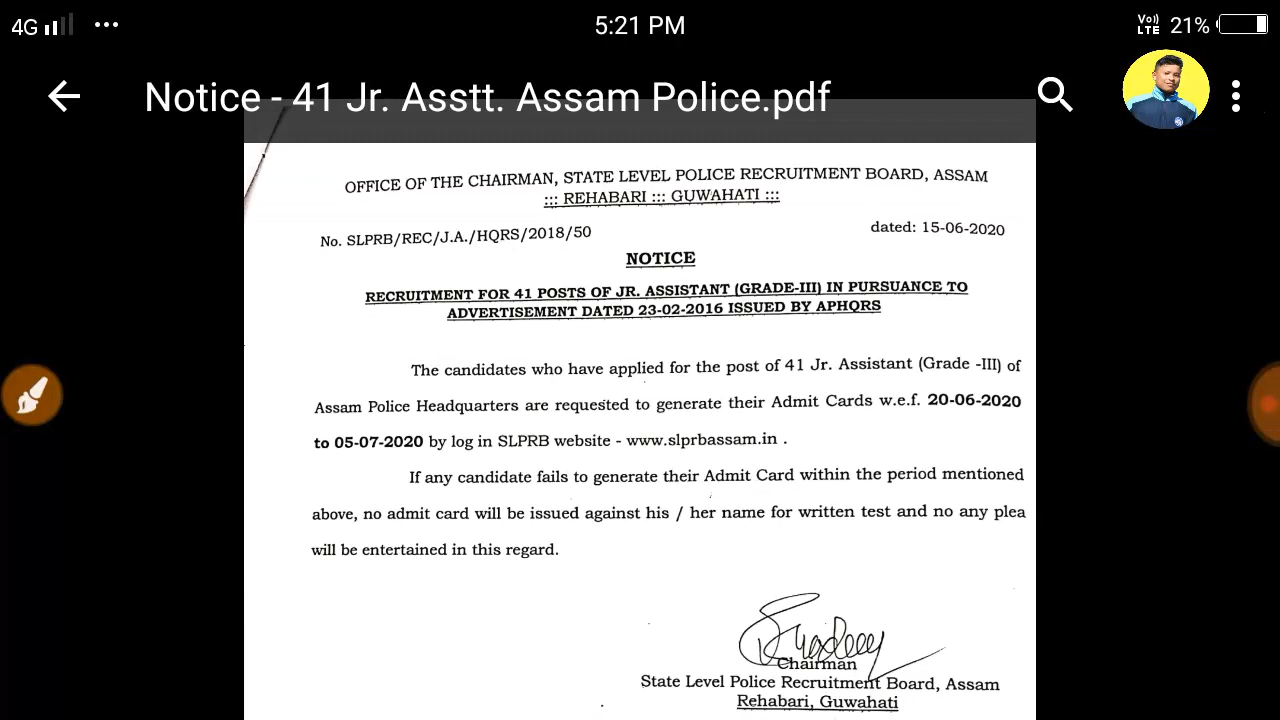 4G ... 5:21 PM Vo)) LTE 21%
Notice - 41 Jr. Asstt. Assam Police.pdf
OFFICE OF THE CHAIRMAN, STATE LEVEL POLICE RECRUITMENT BOARD, ASSAM
::: REHABARI ::: GUWAHATI :::
No. SLPRB/REC/J.A./HQRS/2018/50 dated: 15-06-2020
NOTICE
RECRUITMENT FOR 41 POSTS OF JR. ASSISTANT (GRADE-III) IN PURSUANCE TO
ADVERTISEMENT DATED 23-02-2016 ISSUED BY APHQRS
The candidates who have applied for the post of 41 Jr. Assistant (Grade -III) of
Assam Police Headquarters are requested to generate their Admit Cards w.e.f. 20-06-2020
to 05-07-2020 by log in SLPRB website - www.slprbassam.in .
If any candidate fails to generate their Admit Card within the period mentioned
above, no admit card will be issued against his / her name for written test and no any plea
will be entertained in this regard.
Chairman
State Level Police Recruitment Board, Assam
Rehabari, Guwahati